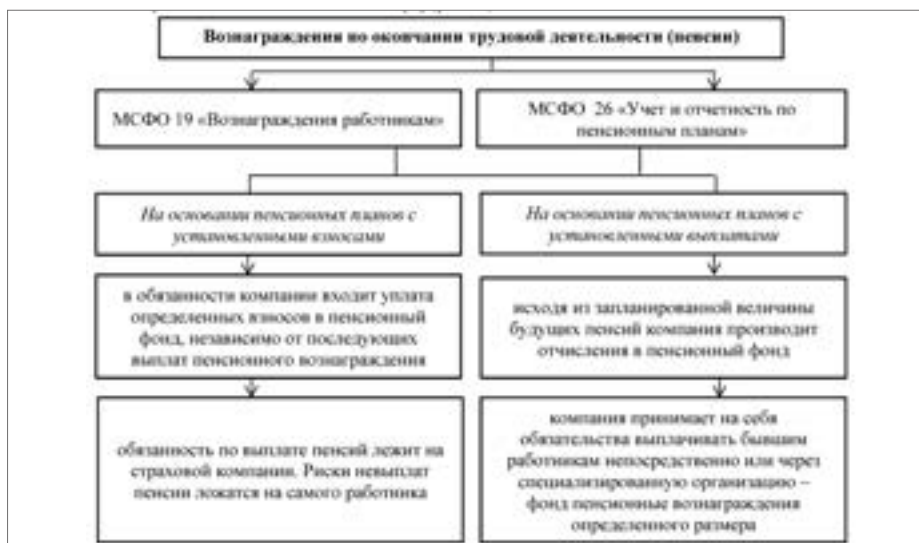 Вознаграждения по окончании трудовой деятельности (пенсии)
МСФО 19 «Вознаграждения работникам»
МСФО 26 «Учет и отчетность по
пенсионным планам»
На основании пенсионных планов с
установленными взносами
На основании пенсионных планов с
установленными выплатами
в обязанности компании входит уплата
определенных взносов в пенсионный
фонд, независимо от последующих
выплат пенсионного вознаграждения
исходя из запланированной величины
будущих пенсий компания производит
отчисления в пенсионный фонд
обязанность по выплате пенсий лежит на
страховой компании. Риски невыплат
пенсии ложатся на самого работника
компания принимает на себя
обязательства выплачивать бывшим
работникам непосредственно или через
специализированную организацию –
фонд пенсионные вознаграждения
определенного размера